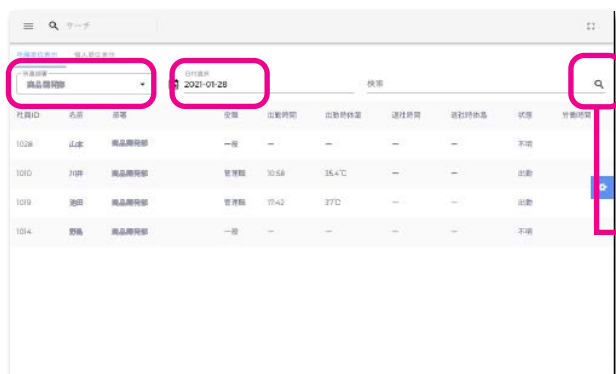 サーチ
所属単位表示 個人単位表示
所属部署
商品開発部
日付選択
2021-01-28
検索
社員ID 名前 部署 役職 出勤時間 出勤時体温 退社時間 退社時体温 状態 労働時間
1028 山本 商品開発部 一般 — — — — 不明
1010 川井 商品開発部 管理職 10:58 35.4℃ — — 出勤
1019 池田 商品開発部 管理職 17:42 37℃ — — 出勤
1014 商品開発部 一般 — — — — 不明